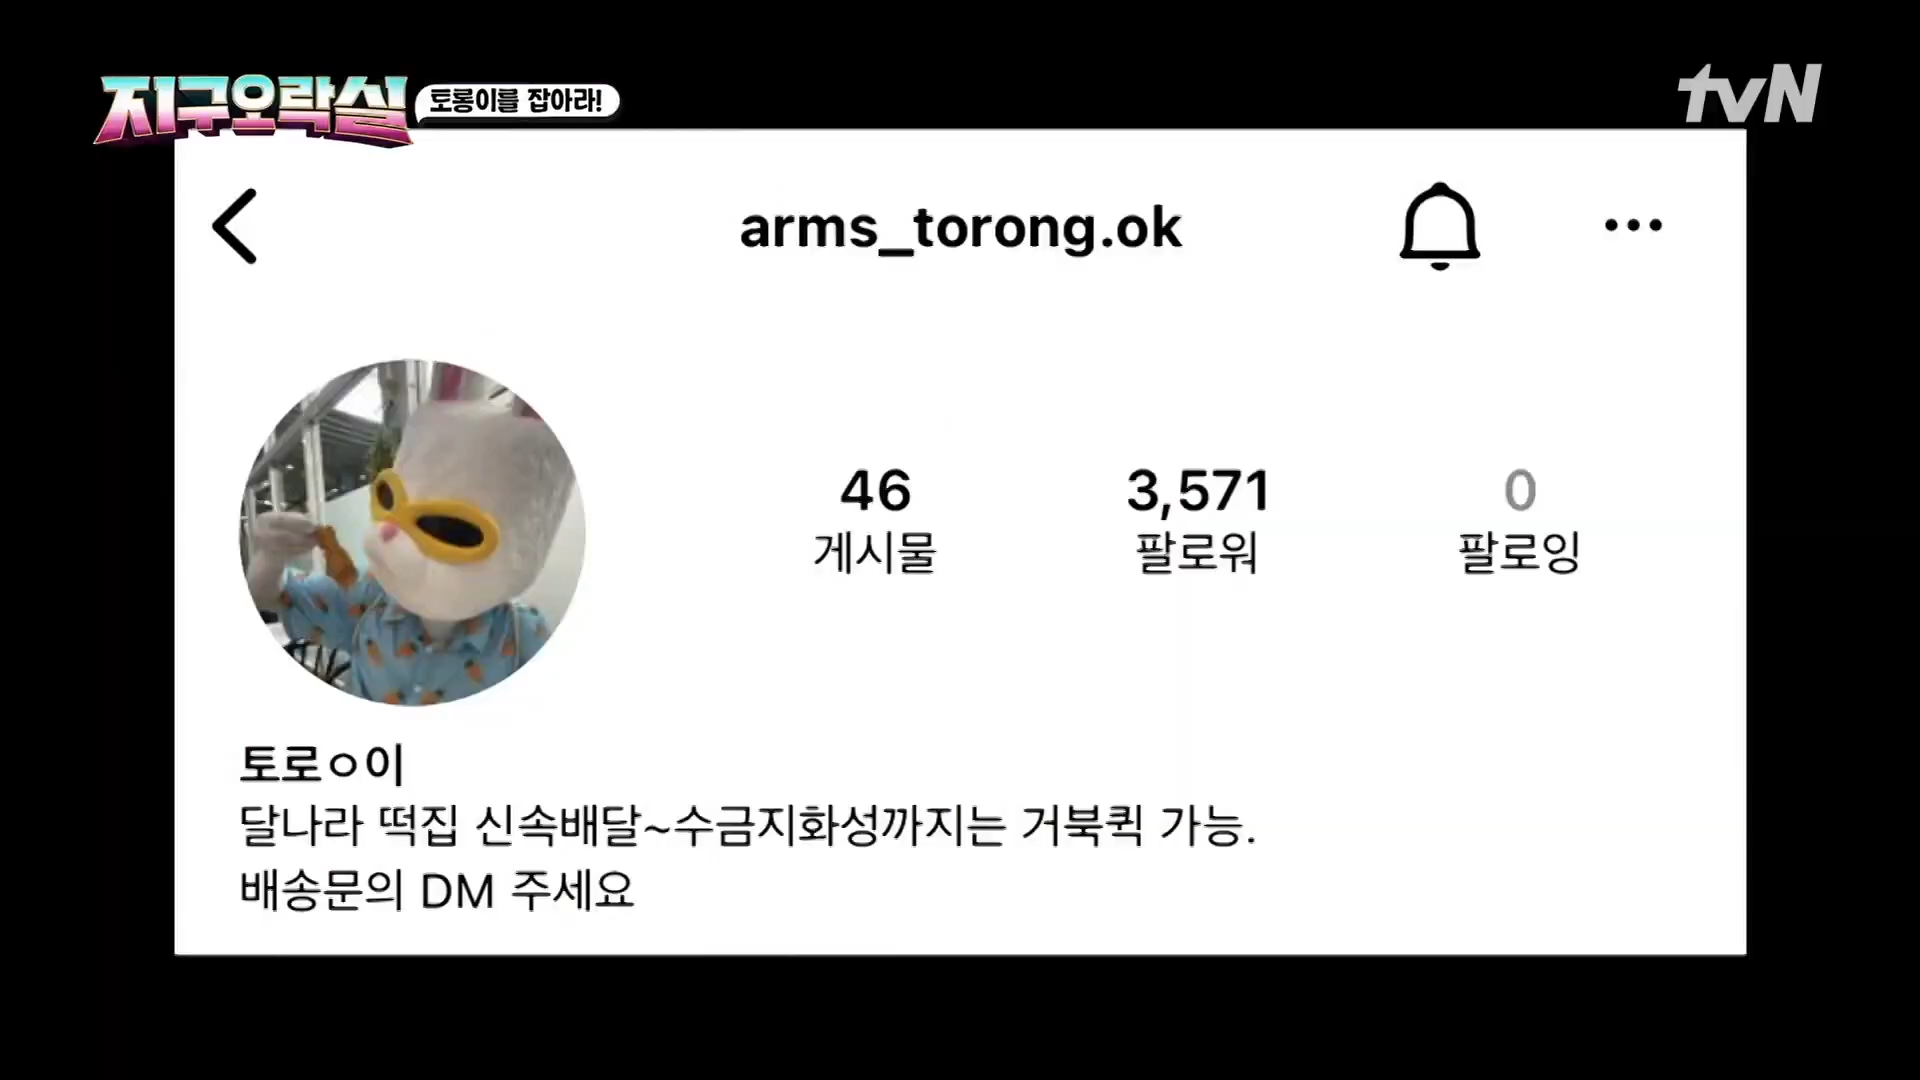 지구오락실
토롱이를 잡아라!
tvN
arms_torong.ok
46
게시물
3,571
팔로워
0
팔로잉
토로ㅇ이
달나라 떡집 신속배달~수금지화성까지는 거북퀵 가능.
배송문의 DM 주세요